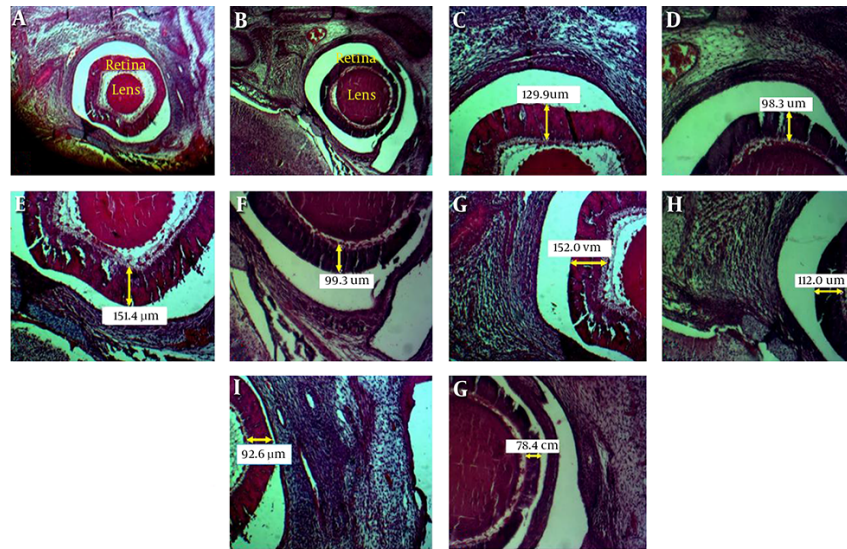 A
Retina
Lens
B
Retina
Lens
C
129.9um
D
98.3 um
E
151.4 µm
F
99.3 um
G
152.0 vm
H
112.0 um
I
92.6 µm
G
78.4 cm